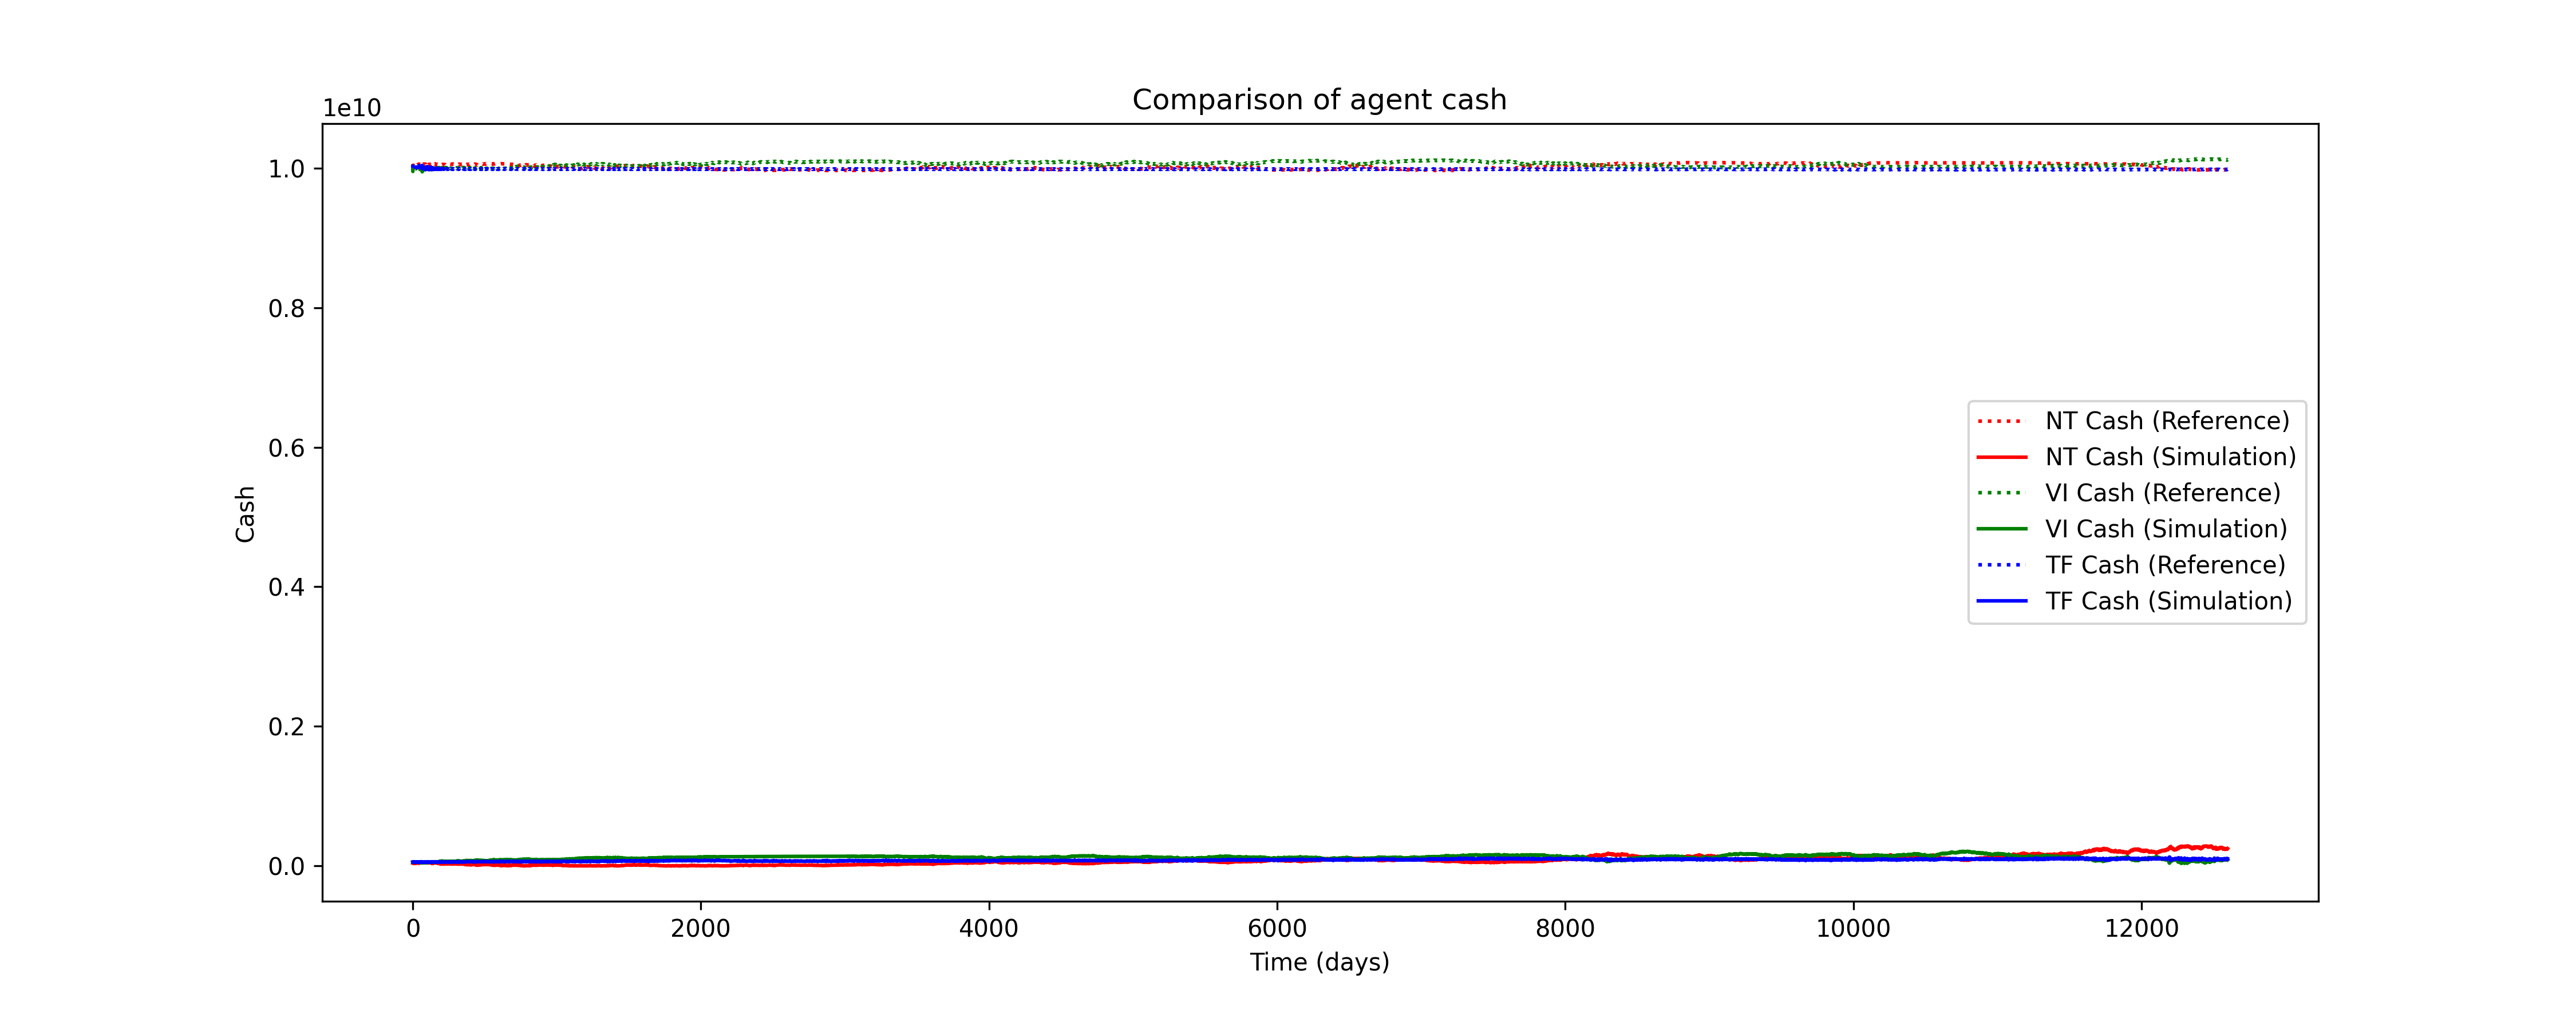 Comparison of agent cash
1e10
1.0
0.8
0.6
0.4
0.2
0.0
Cash
NT Cash (Reference)
NT Cash (Simulation)
VI Cash (Reference)
VI Cash (Simulation)
TF Cash (Reference)
TF Cash (Simulation)
0 2000 4000 6000 8000 10000 12000
Time (days)